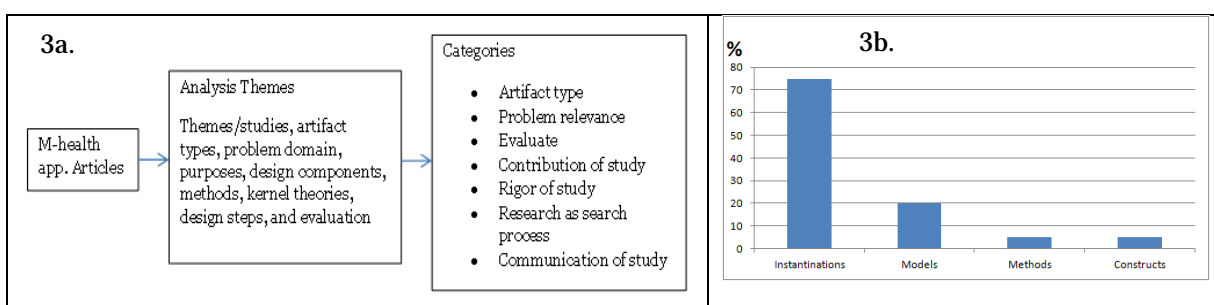 3a.
M-health
app. Articles
Analysis Themes
Themes/studies, artifact
types, problem domain,
purposes, design components,
methods, kernel theories,
design steps, and evaluation
Categories
• Artifact type
• Problem relevance
• Evaluate
• Contribution of study
• Rigor of study
• Research as search
process
• Communication of study
3b.
%
80
70
60
50
40
30
20
10
0
Instantinations Models Methods Constructs